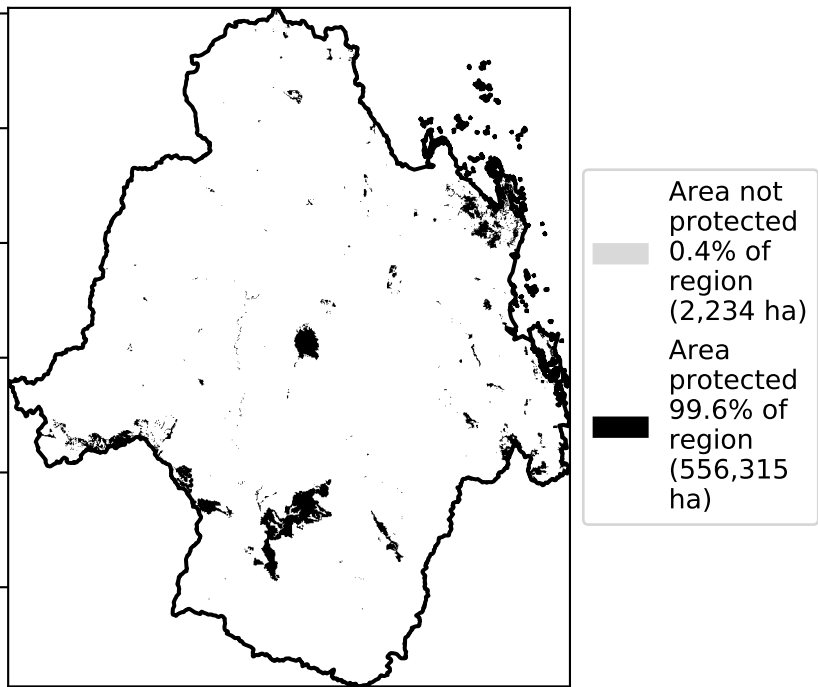 Area not
protected
0.4% of
region
(2,234 ha)
Area
protected
99.6% of
region
(556,315
ha)